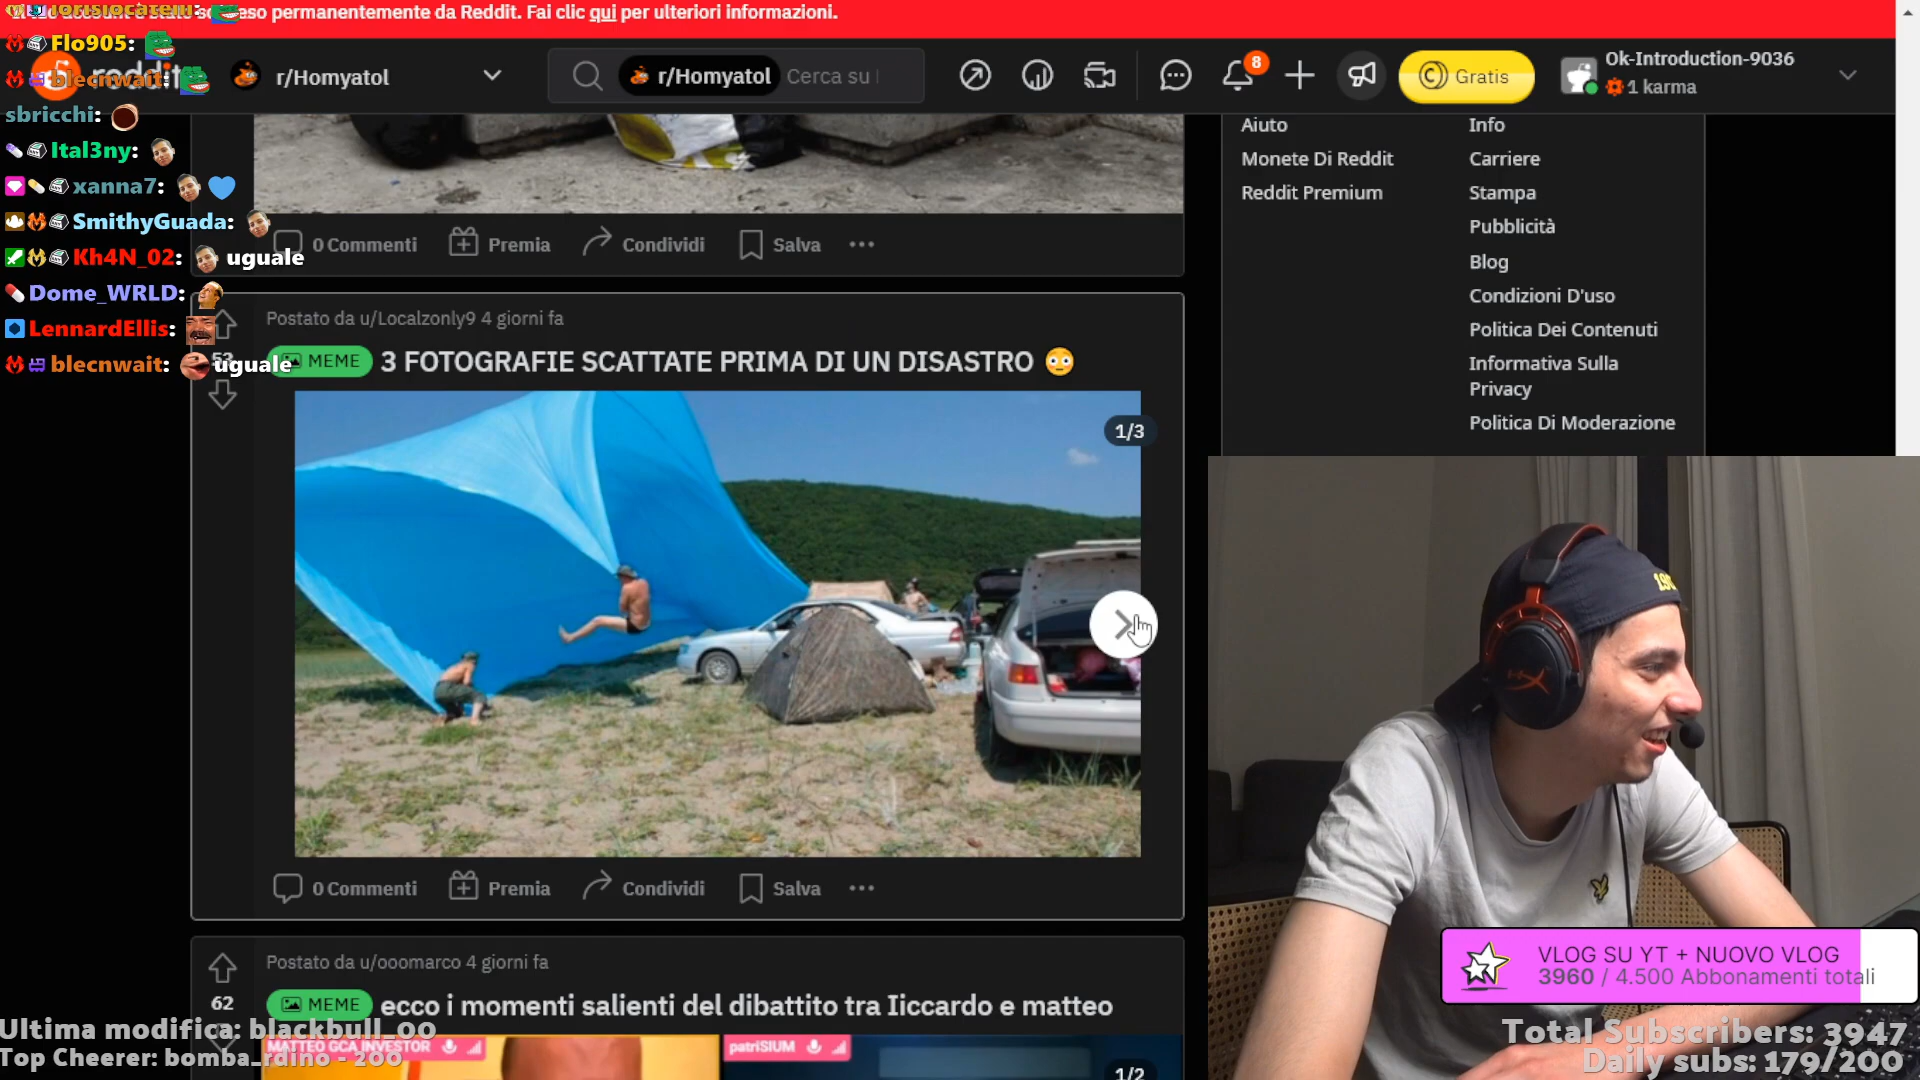 permanentemente da Reddit. Fai clic qui per ulteriori informazioni.
Flo905:
blecnwait:
sbricchi:
Ital3ny:
xanna7:
SmithyGuada:
Kh4N_02: uguale
Dome_WRLD:
LennardEllis:
blecnwait: uguale
reddit
r/Homyatol
r/Homyatol Cerca su
8
Gratis
Ok-Introduction-9036
1 karma
Aiuto
Monete Di Reddit
Reddit Premium
Info
Carriere
Stampa
Pubblicità
Blog
Condizioni D'uso
Politica Dei Contenuti
Informativa Sulla
Privacy
Politica Di Moderazione
0 Commenti Premia Condividi Salva
Postato da u/Localzonly9 4 giorni fa
MEME 3 FOTOGRAFIE SCATTATE PRIMA DI UN DISASTRO
1/3
0 Commenti Premia Condividi Salva
Postato da u/ooomarco 4 giorni fa
62
MEME ecco i momenti salienti del dibattito tra Iiccardo e matteo
MATTEO GCA INVESTOR
patriSIUM
1/2
Ultima modifica: blackbull_00
Top Cheerer: bomba_rdino - 200
VLOG SU YT + NUOVO VLOG
3960 / 4.500 Abbonamenti totali
Total Subscribers: 3947
Daily subs: 179/200